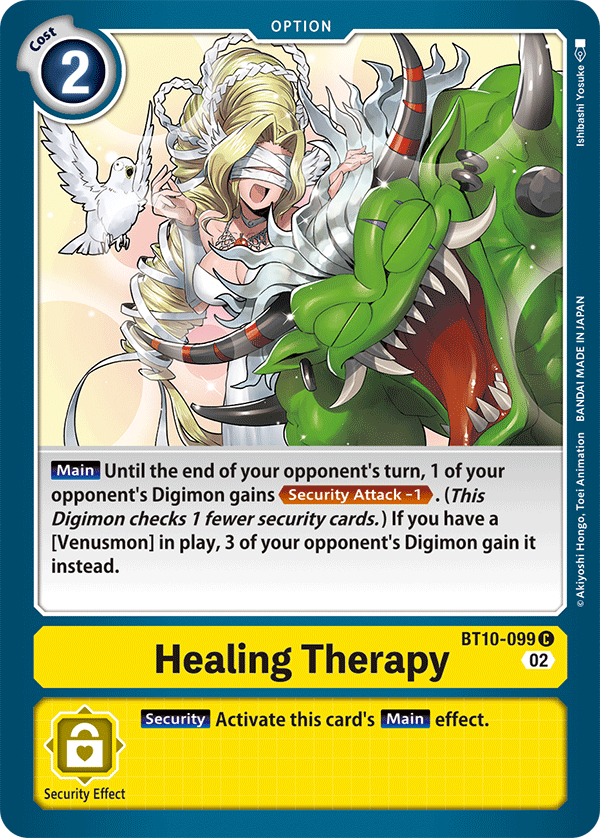 OPTION
Cost
2
Ishibashi Yosuke
Main Until the end of your opponent's turn, 1 of your
opponent's Digimon gains Security Attack -1. (This
Digimon checks 1 fewer security cards.) If you have a
[Venusmon] in play, 3 of your opponent's Digimon gain it
instead.
© Akiyoshi Hongo, Toei Animation BANDAI MADE IN JAPAN
BT10-099 C
Healing Therapy
02
Security Activate this card's Main effect.
Security Effect